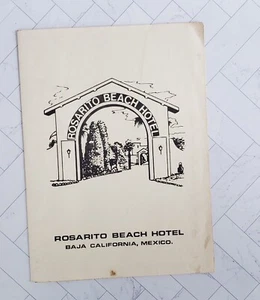 ROSARITO BEACH HOTEL
ROSARITO BEACH HOTEL
BAJA CALIFORNIA, MEXICO.